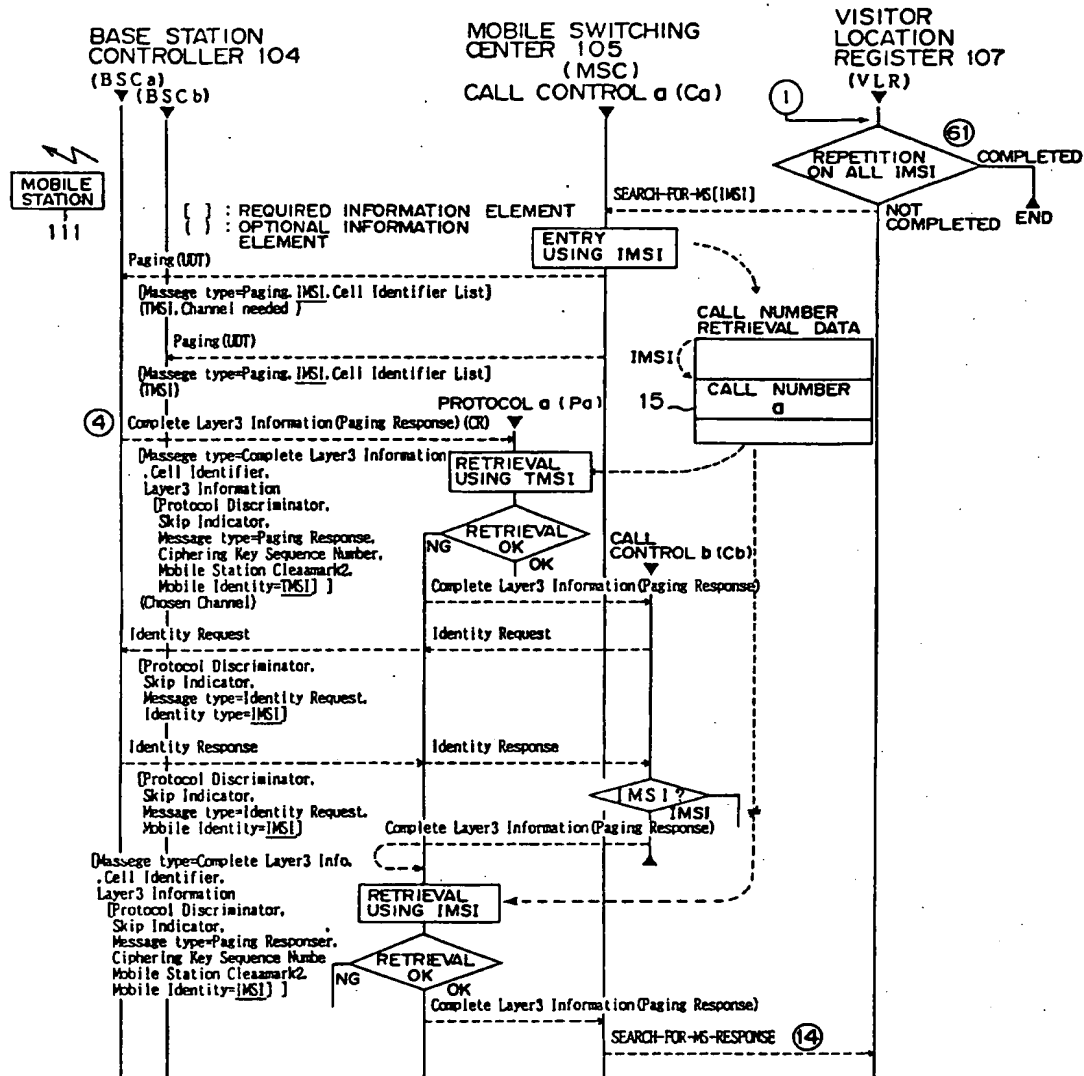 BASE STATION
CONTROLLER 104
(BSCa)
(BSCb)
MOBILE SWITCHING
CENTER 105
(MSC)
CALL CONTROL a (Ca)
VISITOR
LOCATION
REGISTER 107
(VLR)
1
61
REPETITION
ON ALL IMSI
COMPLETED
NOT
COMPLETED
END
MOBILE
STATION
111
[ ] : REQUIRED INFORMATION ELEMENT
( ) : OPTIONAL INFORMATION
ELEMENT
SEARCH-FOR-MS[IMSI]
ENTRY
USING IMSI
Paging(UDT)
[Massege type=Paging. IMSI. Cell Identifier List]
(TMSI. Channel needed )
CALL NUMBER
RETRIEVAL DATA
IMSI
CALL NUMBER
a
15
Paging(UDT)
[Massege type=Paging. IMSI. Cell Identifier List]
(TMSI)
PROTOCOL a (Pa)
4
Complete Layer3 Information(Paging Response)(CR)
[Massege type=Complete Layer3 Information
.Cell Identifier.
Layer3 Information
[Protocol Discriminator.
Skip Indicator.
Message type=Paging Response.
Ciphering Key Sequence Number.
Mobile Station Cleaamark2.
Mobile Identity=TMSI] ]
(Chosen Channel)
RETRIEVAL
USING TMSI
RETRIEVAL
OK
NG
OK
CALL
CONTROL b (Cb)
Complete Layer3 Information(Paging Response)
Identity Request
Identity Request
[Protocol Discriminator.
Skip Indicator.
Message type=Identity Request.
Identity type=IMSI]
Identity Response
Identity Response
[Protocol Discriminator.
Skip Indicator.
Message type=Identity Request.
Mobile Identity=IMSI]
IMSI?
IMSI
Complete Layer3 Information(Paging Response)
[Massege type=Complete Layer3 Info.
.Cell Identifier.
Layer3 Information
[Protocol Discriminator.
Skip Indicator.
Message type=Paging Responser.
Ciphering Key Sequence Numbe
Mobile Station Cleaamark2.
Mobile Identity=IMSI] ]
RETRIEVAL
USING IMSI
RETRIEVAL
OK
NG
OK
Complete Layer3 Information(Paging Response)
SEARCH-FOR-MS-RESPONSE
14